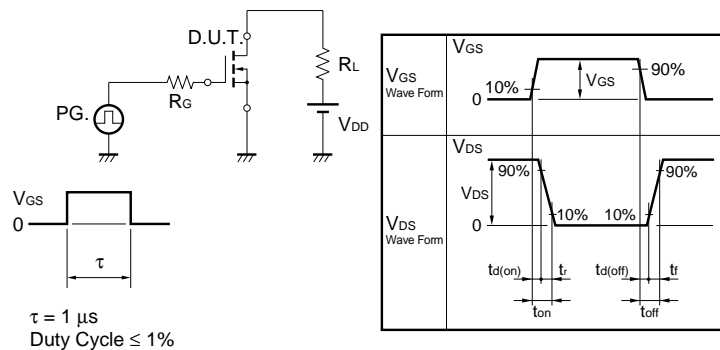 D.U.T.
RL
RG
PG.
VDD
VGS
0
τ
τ = 1 μs
Duty Cycle ≤ 1%
VGS
Wave Form
VGS
10%
0
VGS
90%
VDS
Wave Form
VDS
90%
VDS
10%
0
10%
90%
td(on)
tr
td(off)
tf
ton
toff